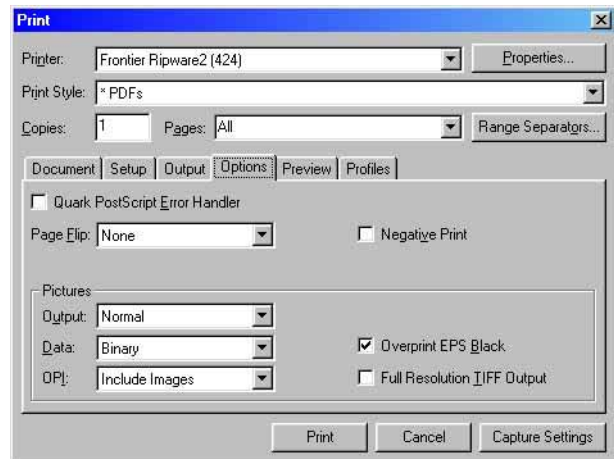 Print
Printer: Frontier Ripware2 (424) Properties...
Print Style: * PDFs
Copies: 1 Pages: All Range Separators...
Document Setup Output Options Preview Profiles
Quark PostScript Error Handler
Page Flip: None Negative Print
Pictures
Output: Normal
Data: Binary Overprint EPS Black
OPI: Include Images Full Resolution TIFF Output
Print Cancel Capture Settings